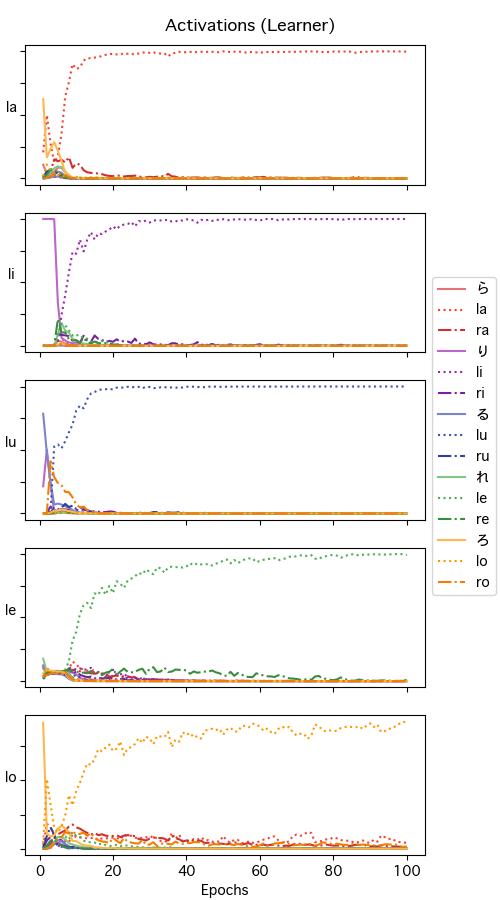 Activations (Learner)
la
li
lu
le
lo
0 20 40 60 80 100
Epochs
ら
la
ra
り
li
ri
る
lu
ru
れ
le
re
ろ
lo
ro